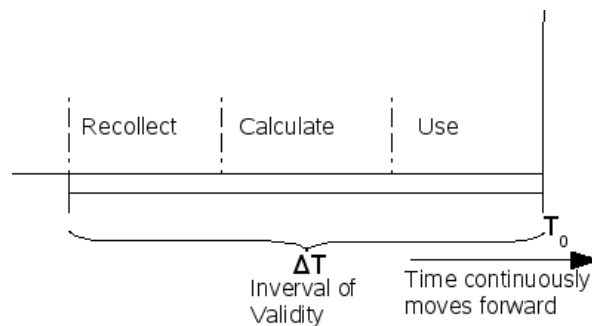 Recollect
Calculate
Use
T0
ΔT
Inverval of
Validity
Time continuously
moves forward